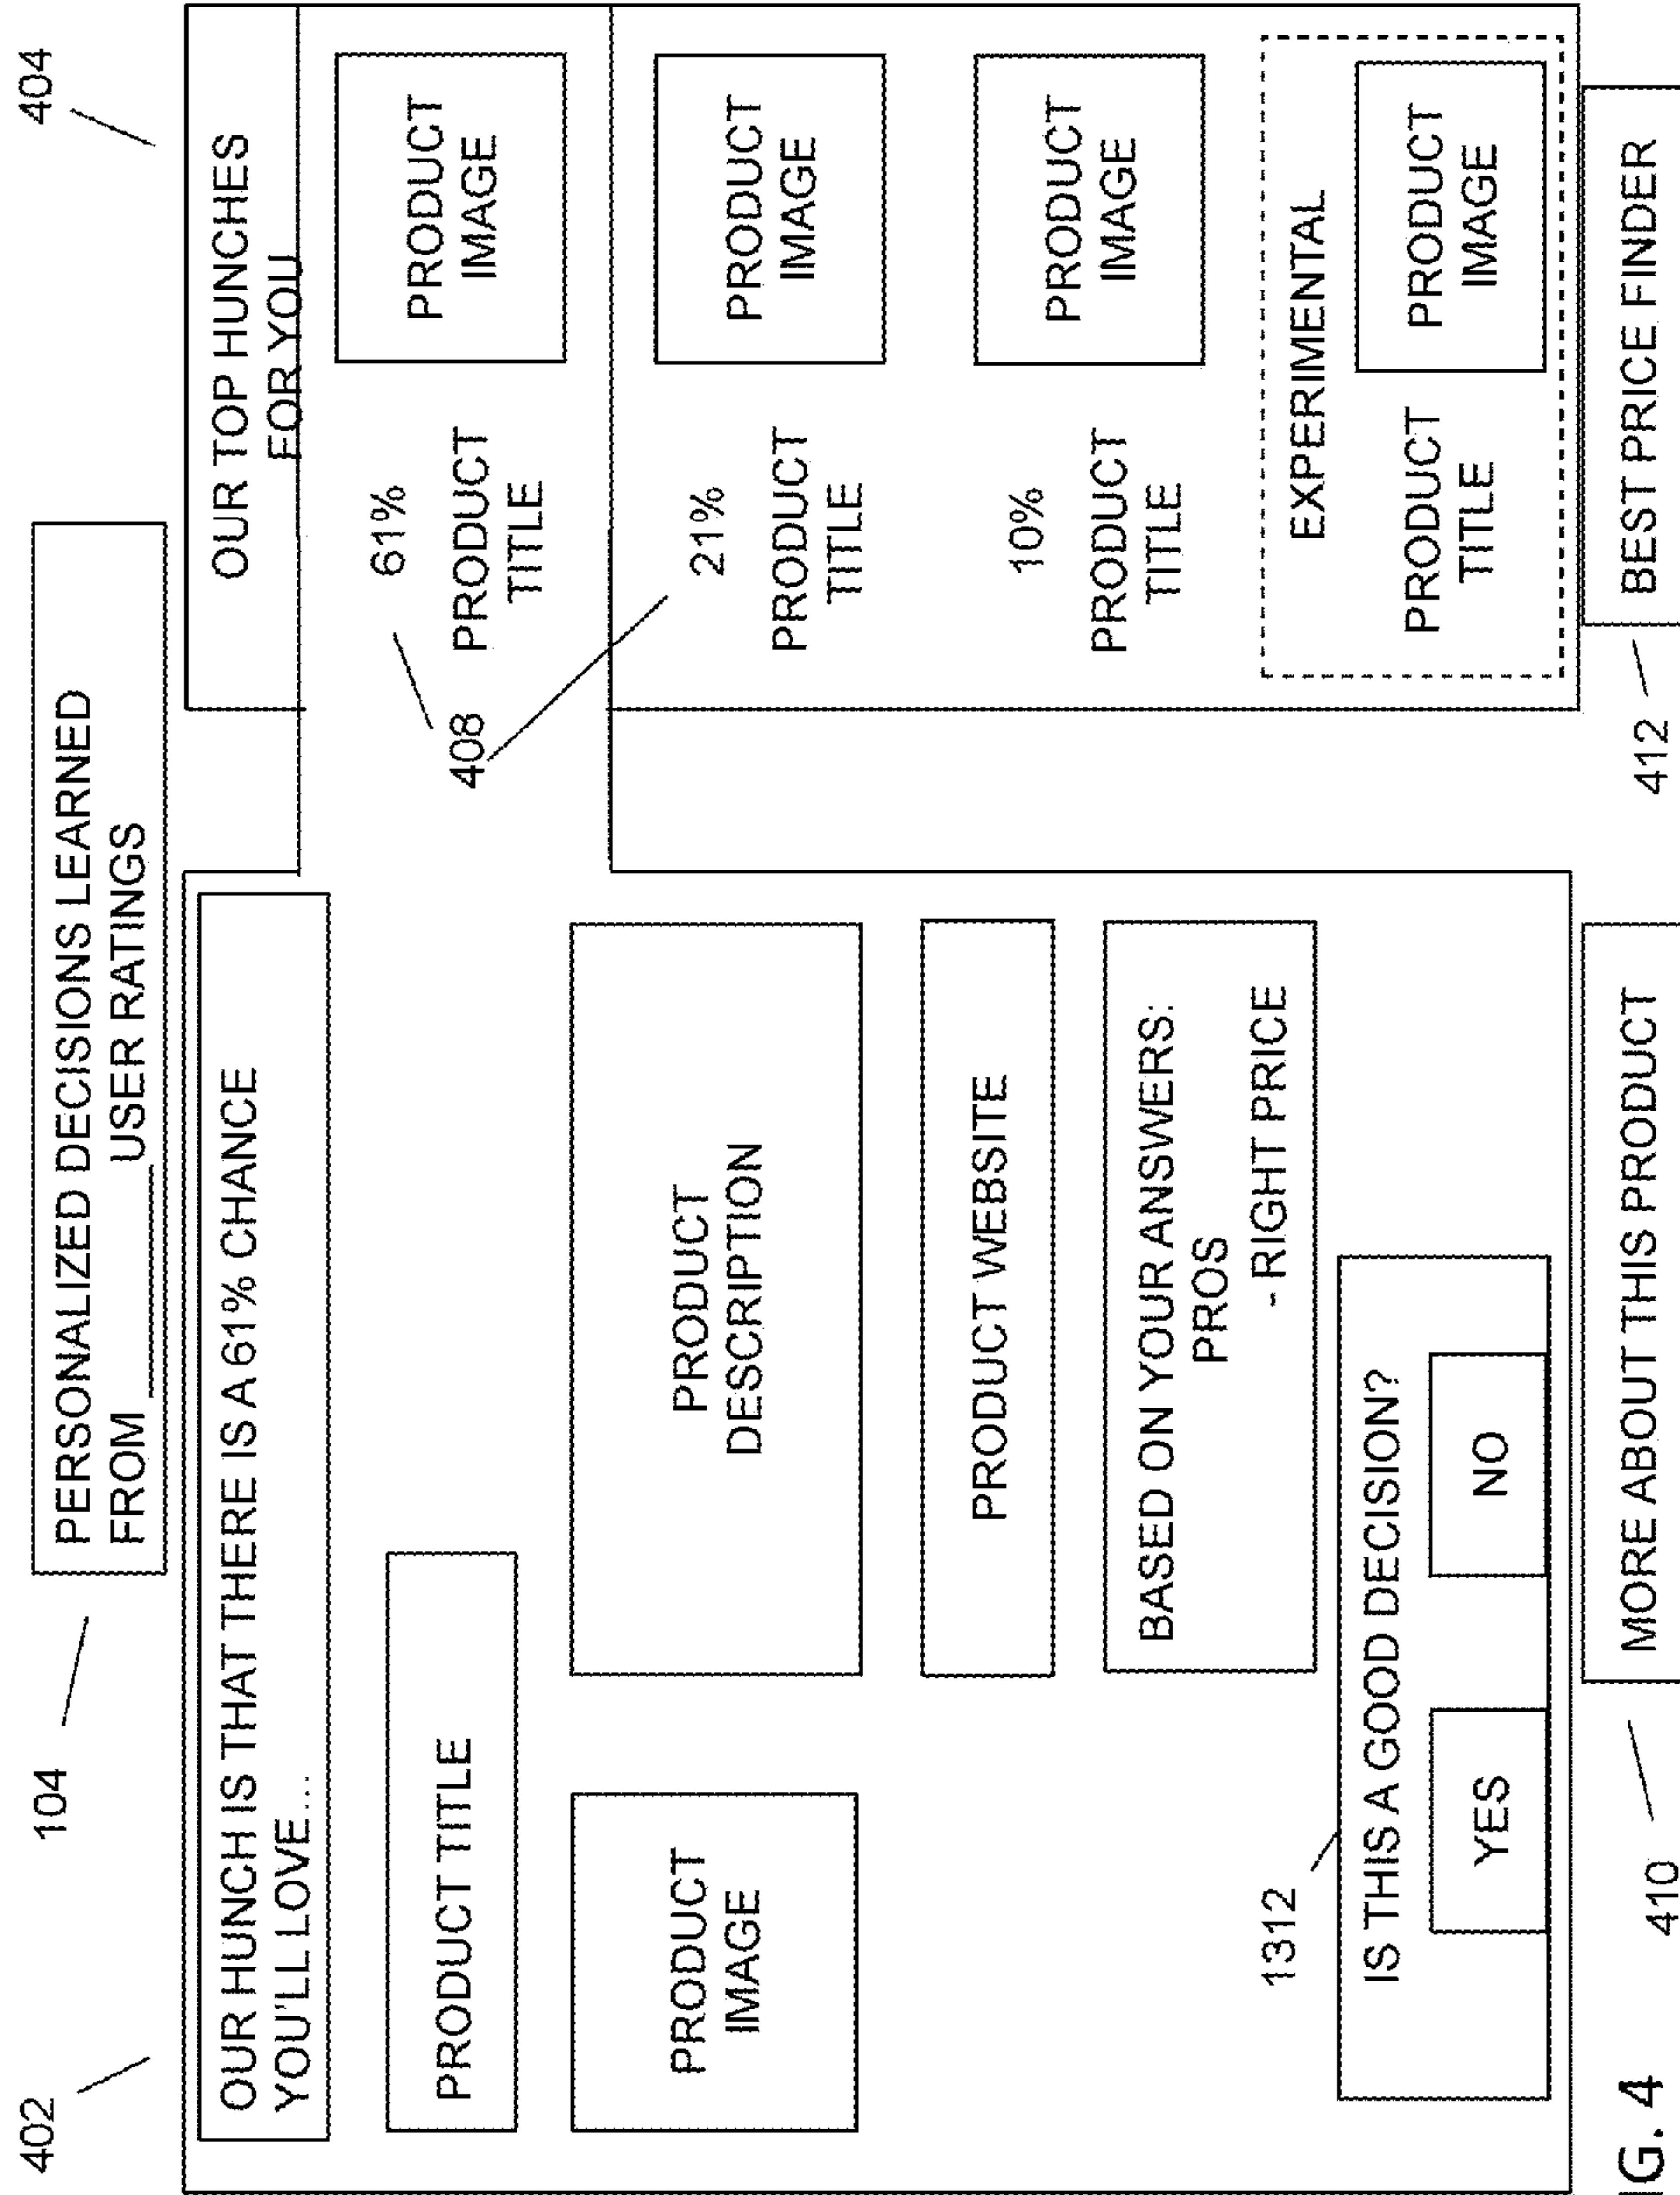 104
PERSONALIZED DECISIONS LEARNED
FROM ________ USER RATINGS
402
OUR HUNCH IS THAT THERE IS A 61% CHANCE
YOU'LL LOVE...
PRODUCT TITLE
PRODUCT
IMAGE
PRODUCT
DESCRIPTION
PRODUCT WEBSITE
BASED ON YOUR ANSWERS:
PROS
- RIGHT PRICE
1312
IS THIS A GOOD DECISION?
YES
NO
404
OUR TOP HUNCHES
FOR YOU
408
61%
PRODUCT
TITLE
PRODUCT
IMAGE
21%
PRODUCT
TITLE
PRODUCT
IMAGE
10%
PRODUCT
TITLE
PRODUCT
IMAGE
EXPERIMENTAL
PRODUCT
TITLE
PRODUCT
IMAGE
410
MORE ABOUT THIS PRODUCT
412
BEST PRICE FINDER
IG. 4